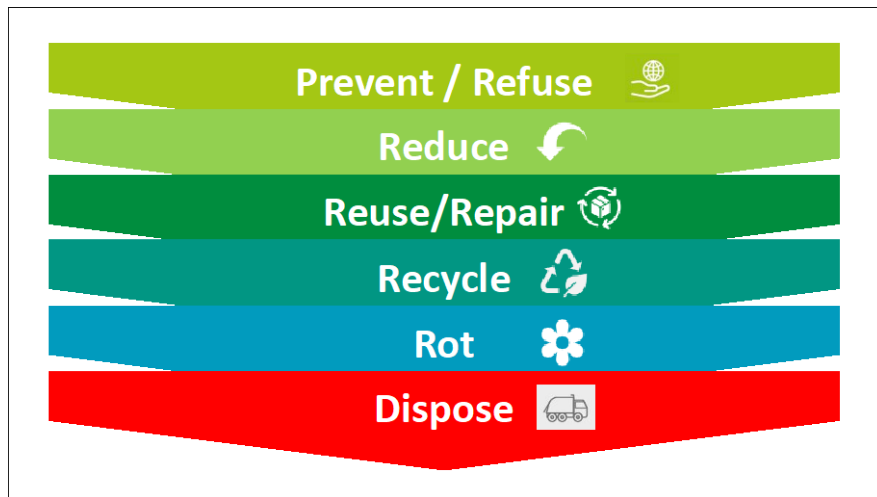 Prevent / Refuse
Reduce
Reuse/Repair
Recycle
Rot
Dispose